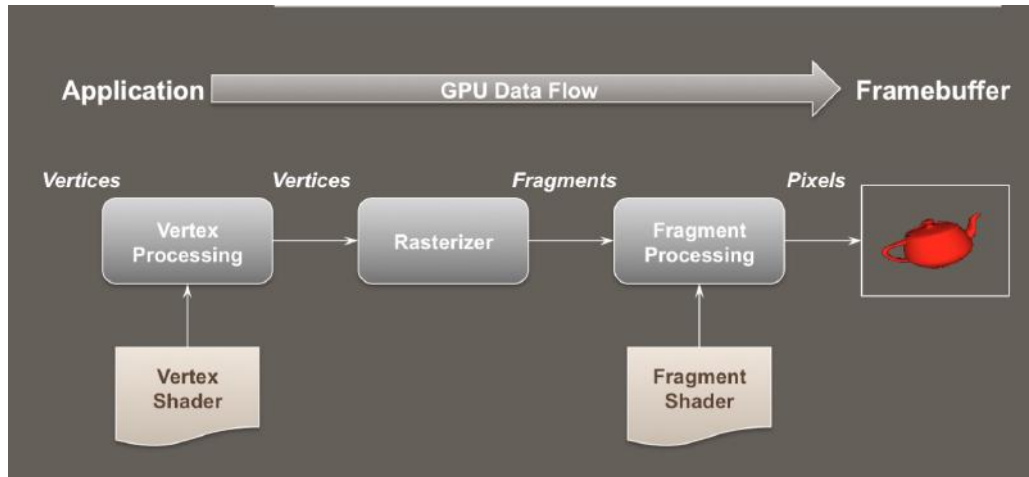 Application
GPU Data Flow
Framebuffer
Vertices
Vertices
Fragments
Pixels
Vertex
Processing
Rasterizer
Fragment
Processing
Vertex
Shader
Fragment
Shader